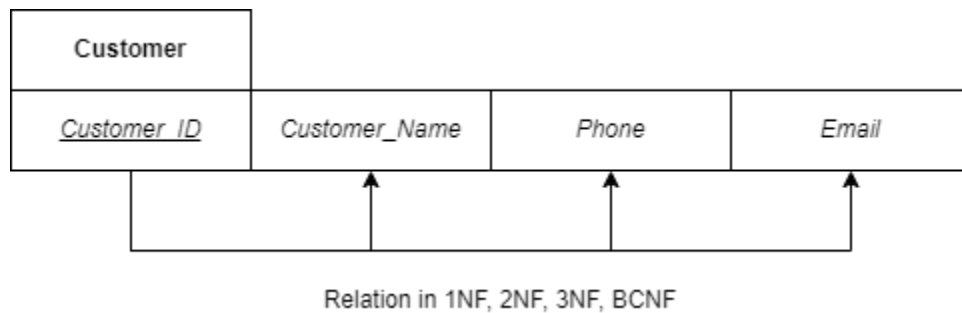 Customer
Customer_ID Customer_Name Phone Email
Relation in 1NF, 2NF, 3NF, BCNF